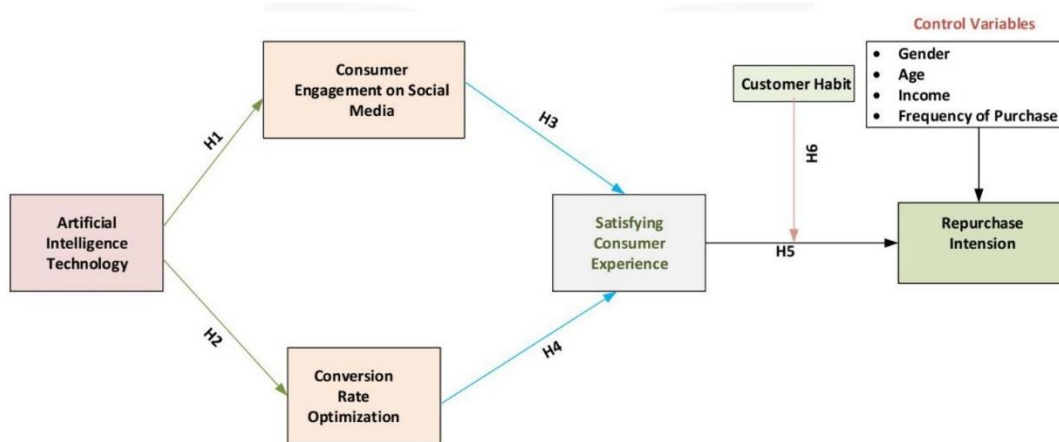 Control Variables
• Gender
• Age
• Income
• Frequency of Purchase
Consumer
Engagement on Social
Media
Customer Habit
H1
H3
H6
Artificial
Intelligence
Technology
Satisfying
Consumer
Experience
Repurchase
Intension
H5
H2
H4
Conversion
Rate
Optimization